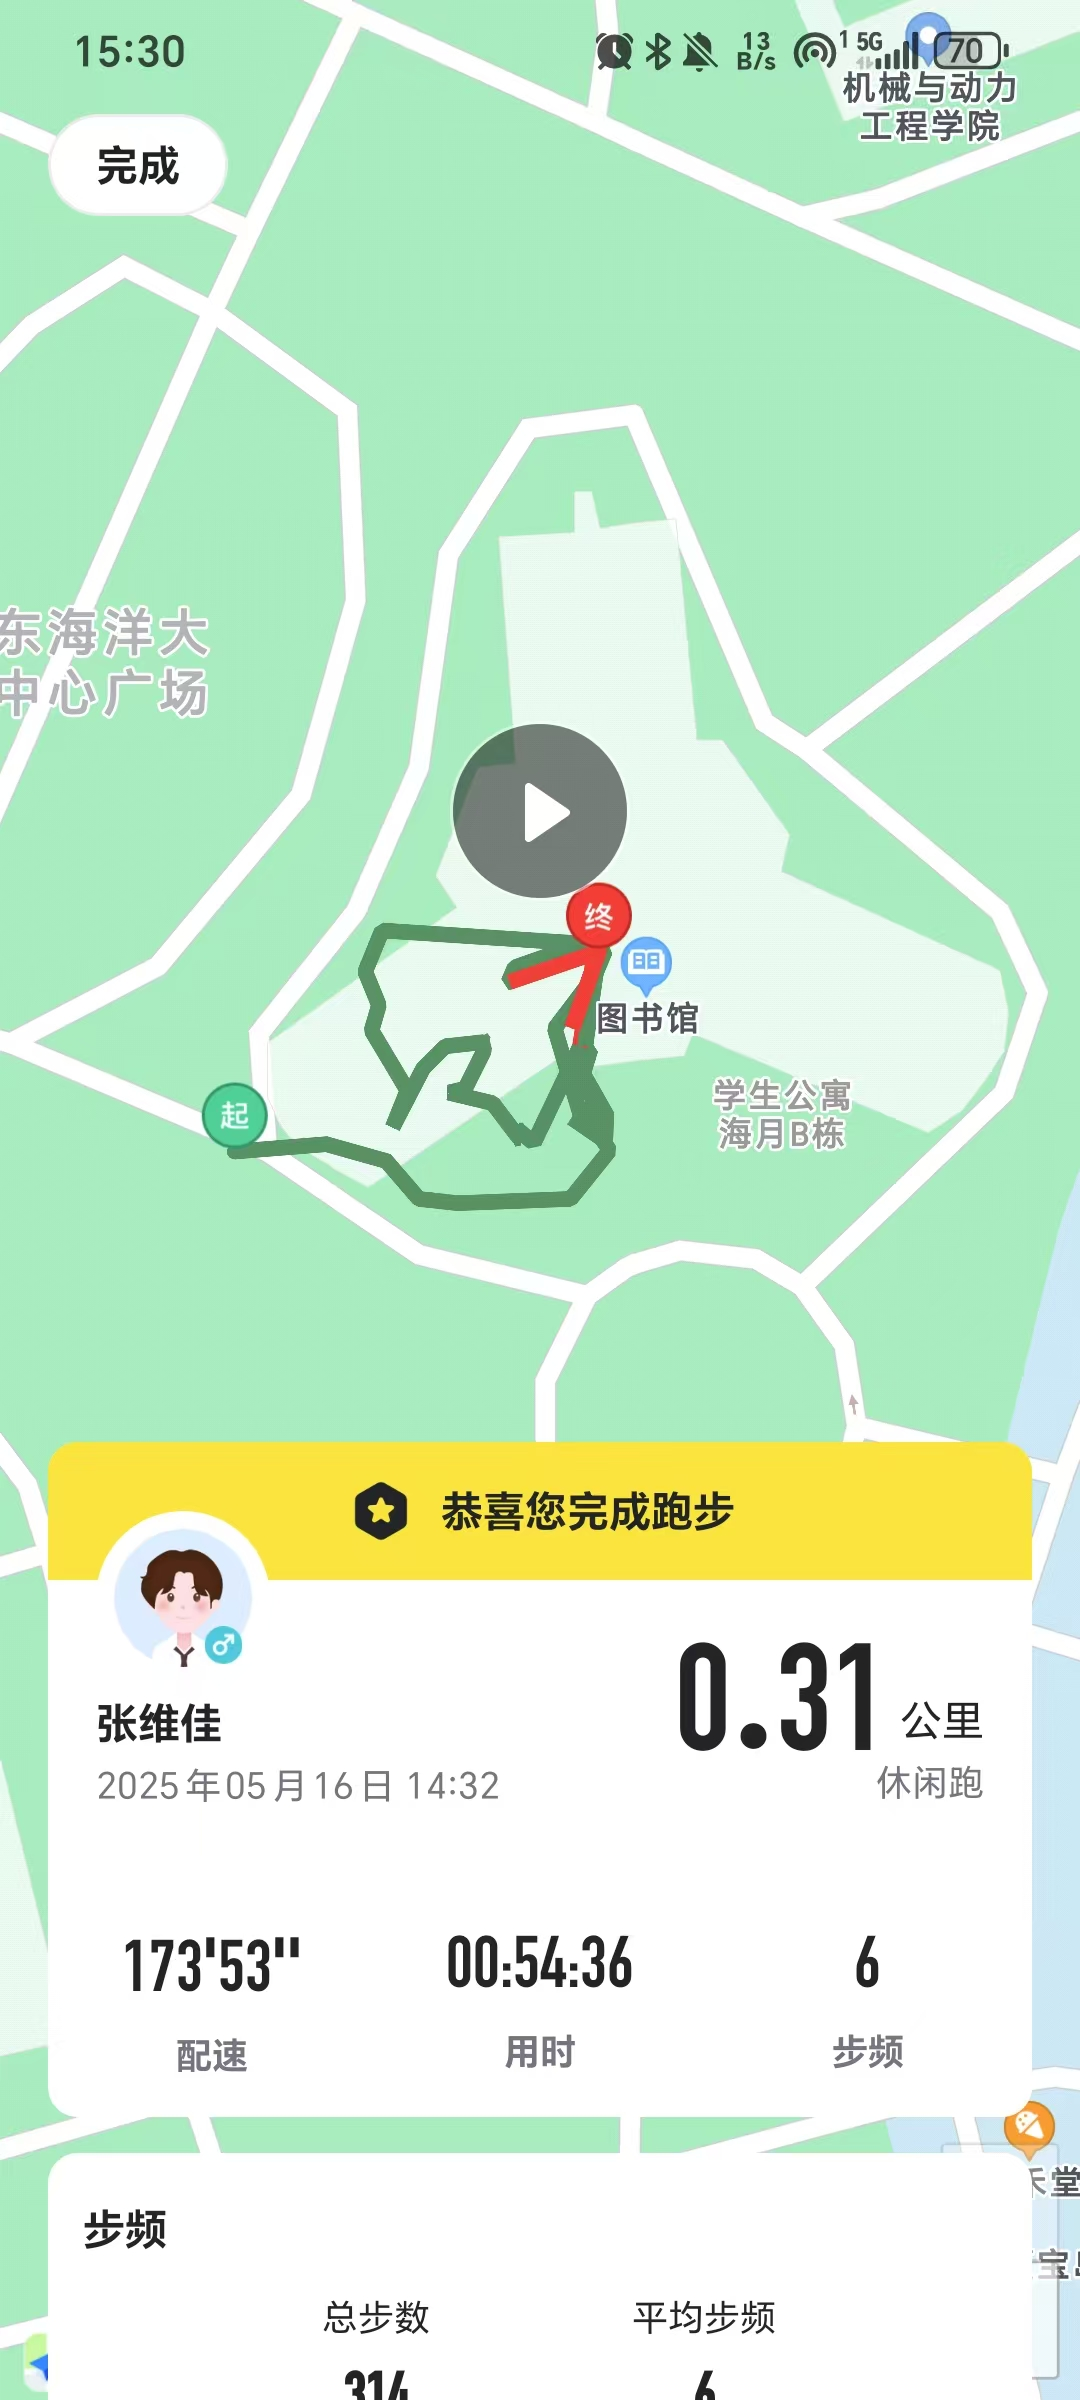 15:30
13
B/s
1 5G
70
机械与动力
工程学院
完成
东海洋大
中心广场
终
图书馆
学生公寓
海月B栋
起
恭喜您完成跑步
张维佳
0.31 公里
2025年05月16日 14:32
休闲跑
173'53''
00:54:36
6
配速
用时
步频
步频
总步数
平均步频
314
6